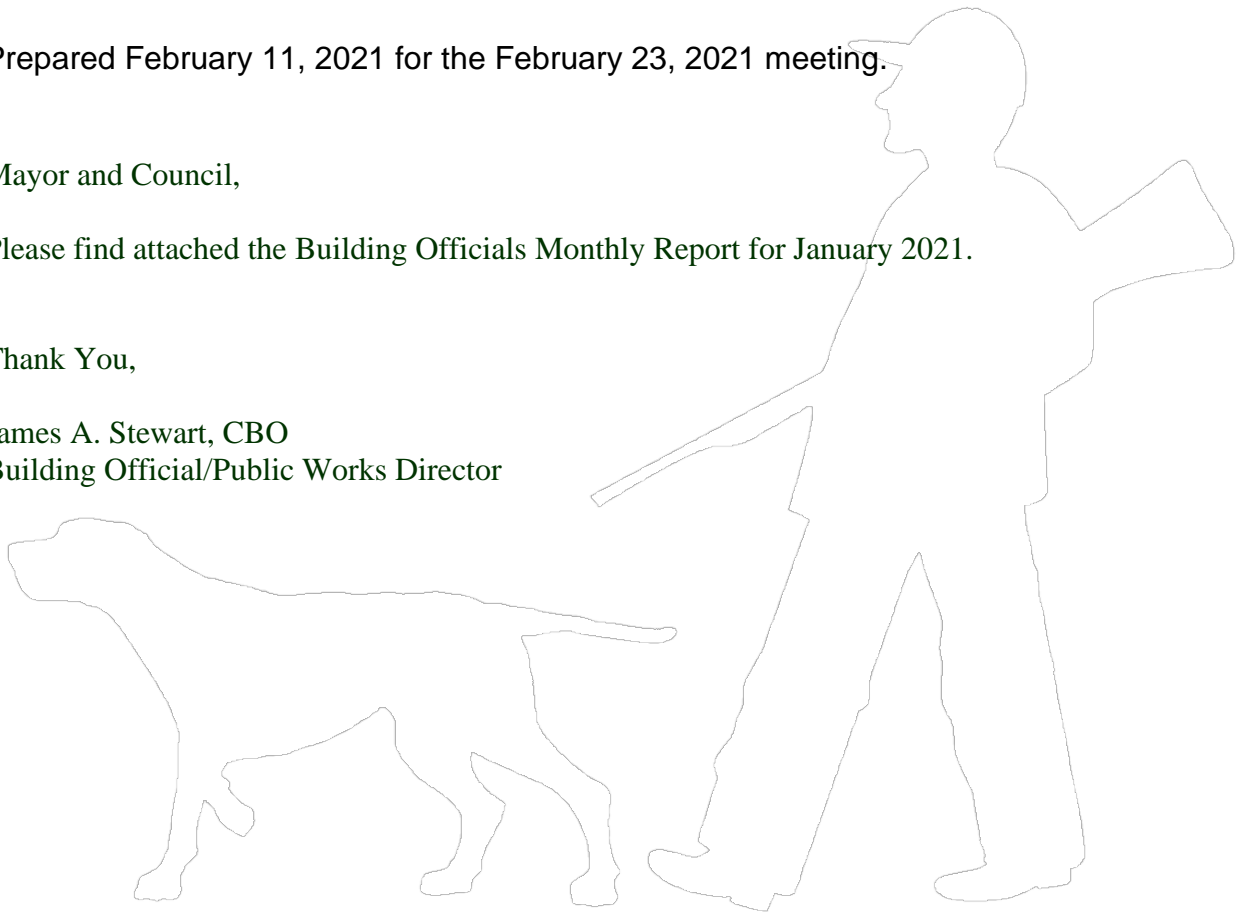 Prepared February 11, 2021 for the February 23, 2021 meeting.
Mayor and Council,
Please find attached the Building Officials Monthly Report for January 2021.
Thank You,
James A. Stewart, CBO
Building Official/Public Works Director